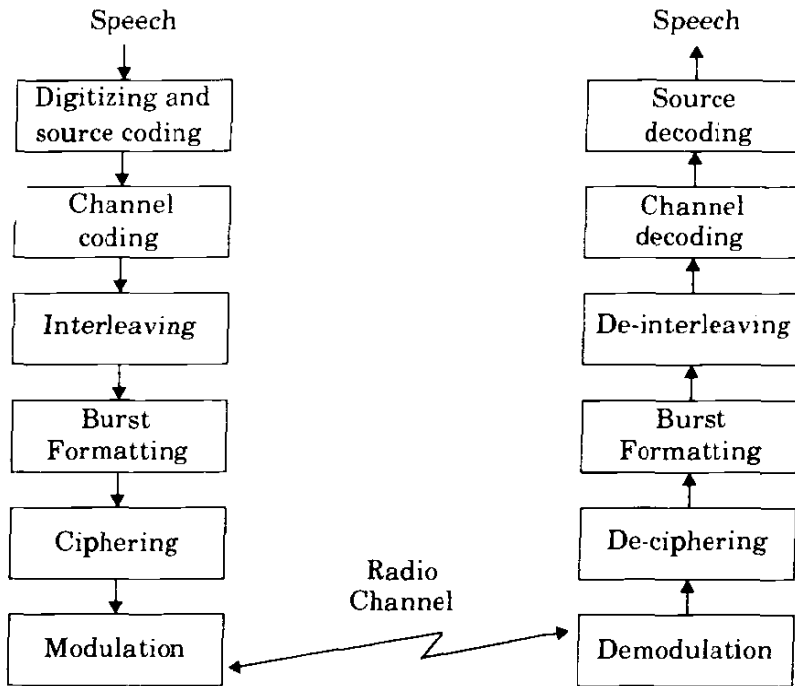 Speech
Digitizing and
source coding
Channel
coding
Interleaving
Burst
Formatting
Ciphering
Modulation
Radio
Channel
Speech
Source
decoding
Channel
decoding
De-interleaving
Burst
Formatting
De-ciphering
Demodulation